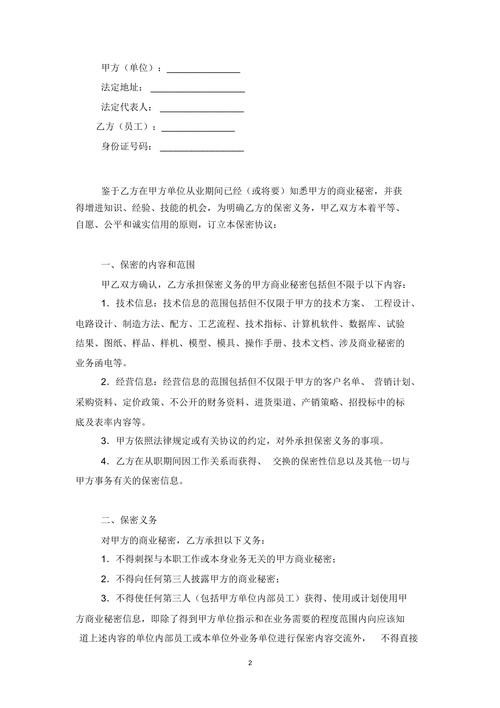 甲方（单位）：_______________
法定地址： ___________________
法定代表人： _________________
乙方（员工）：_______________
身份证号码： _________________
鉴于乙方在甲方单位从业期间已经（或将要）知悉甲方的商业秘密，并获
得增进知识、经验、技能的机会，为明确乙方的保密义务，甲乙双方本着平等、
自愿、公平和诚实信用的原则，订立本保密协议：
一、保密的内容和范围
甲乙双方确认，乙方承担保密义务的甲方商业秘密包括但不限于以下内容：
1．技术信息：技术信息的范围包括但不仅限于甲方的技术方案、 工程设计、
电路设计、制造方法、配方、工艺流程、技术指标、计算机软件、数据库、试验
结果、图纸、样品、样机、模型、模具、操作手册、技术文档、涉及商业秘密的
业务函电等。
2．经营信息：经营信息的范围包括但不仅限于甲方的客户名单、 营销计划、
采购资料、定价政策、不公开的财务资料、进货渠道、产销策略、招投标中的标
底及表率内容等。
3．甲方依照法律规定或有关协议的约定，对外承担保密义务的事项。
4．乙方在从职期间因工作关系而获得、 交换的保密性信息以及其他一切与
甲方事务有关的保密信息。
二、保密义务
对甲方的商业秘密，乙方承担以下义务：
1．不得刺探与本职工作或本身业务无关的甲方商业秘密；
2．不得向任何第三人披露甲方的商业秘密；
3．不得使任何第三人（包括甲方单位内部员工）获得、使用或计划使用甲
方商业秘密信息，即除了得到甲方单位指示和在业务需要的程度范围内向应该知
道上述内容的单位内部员工或本单位外业务单位进行保密内容交流外， 不得直接
2